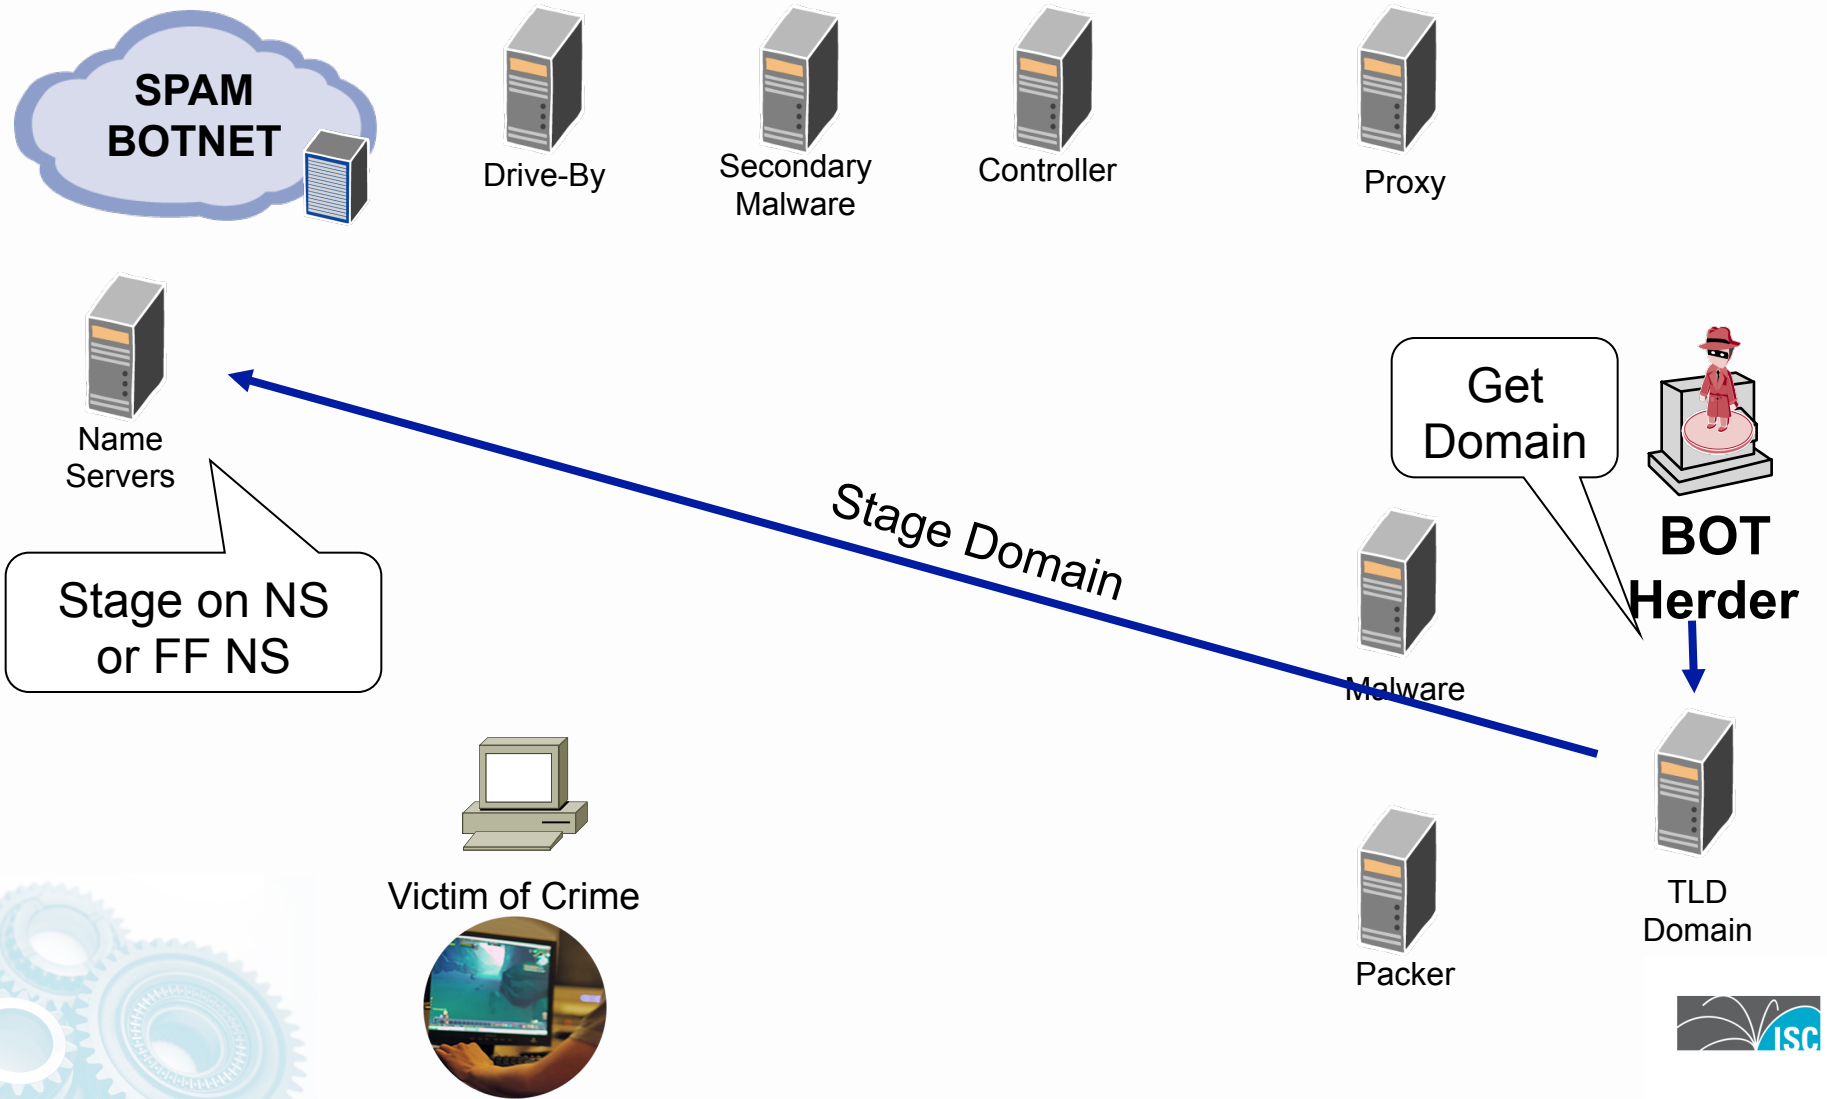 SPAM
BOTNET
Drive-By
Secondary
Malware
Controller
Proxy
Name
Servers
Get
Domain
BOT
Herder
Stage Domain
Stage on NS
or FF NS
Malware
Victim of Crime
TLD
Domain
Packer
ISC